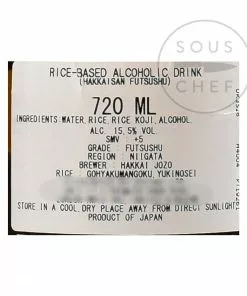 SOUS
CHEF
RICE-BASED ALCOHOLIC DRINK
(HAKKAISAN FUTSUSHU)
720 ML
INGREDIENTS:WATER, RICE, RICE KOJI, ALCOHOL.
ALC. 15.5% VOL.
SMV : +5
GRADE : FUTSUSHU
REGION : NIIGATA
BREWER : HAKKAI JOZO
RICE : GOHYAKUMANGOKU, YUKINOSEI
STORE IN A COOL, DRY PLACE AWAY FROM DIRECT SUNLIGHT
PRODUCT OF JAPAN